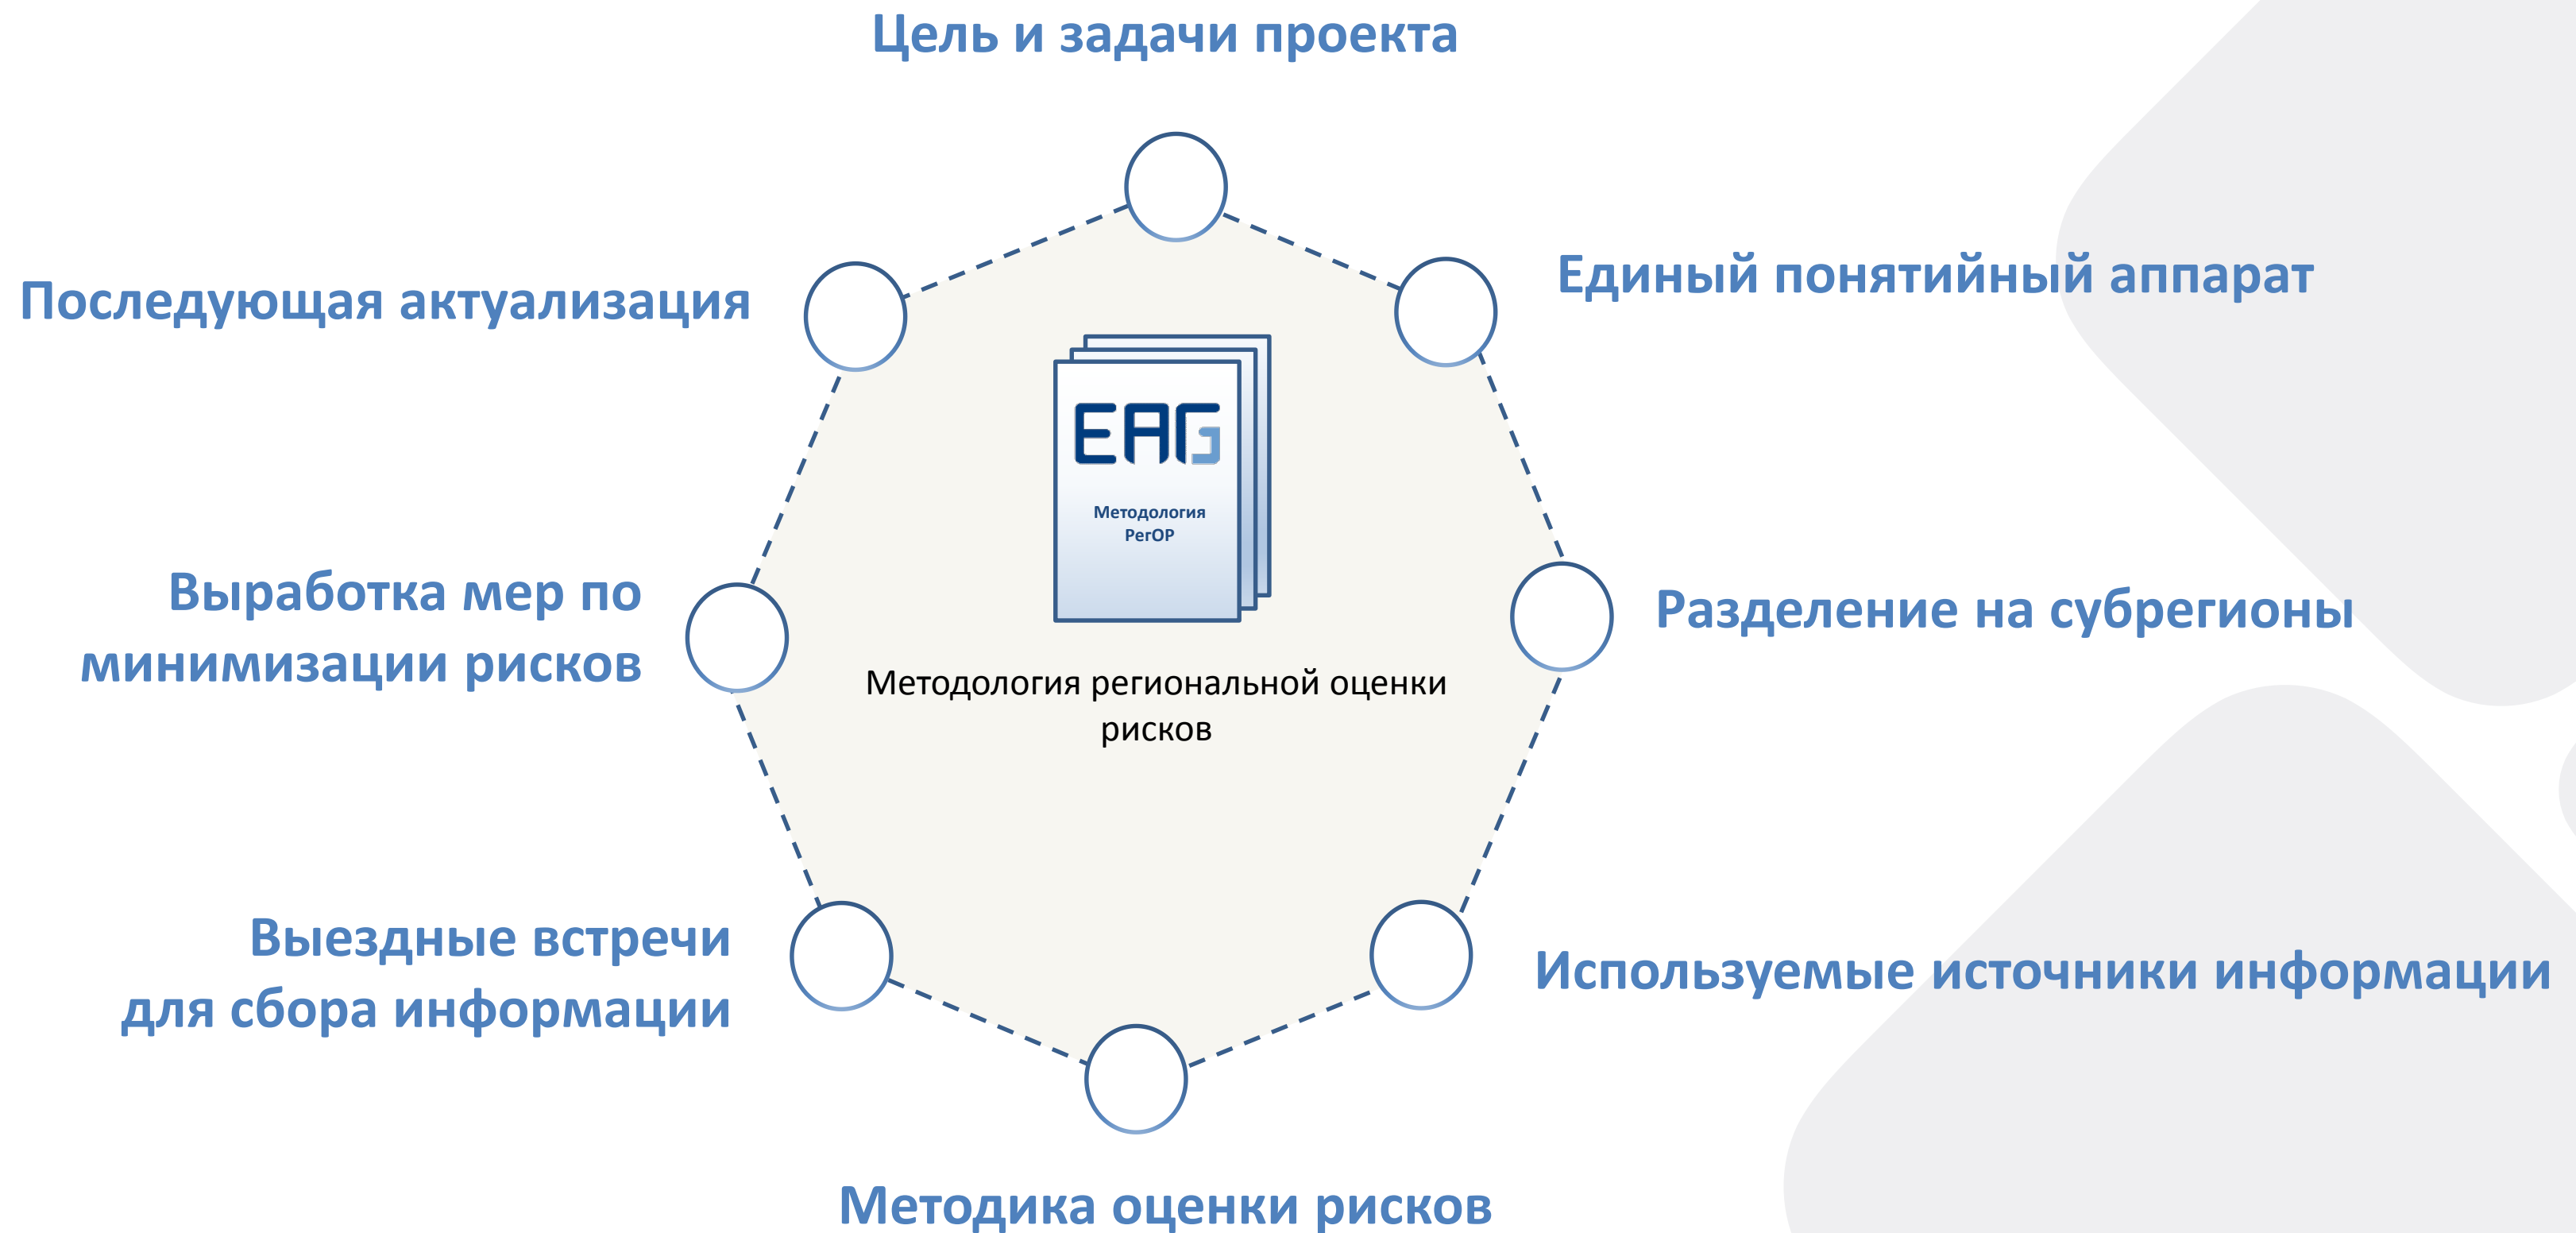 Цель и задачи проекта
Единый понятийный аппарат
Последующая актуализация
EAG
Методология
РегОР
Выработка мер по
минимизации рисков
Разделение на субрегионы
Методология региональной оценки
рисков
Выездные встречи
для сбора информации
Используемые источники информации
Методика оценки рисков